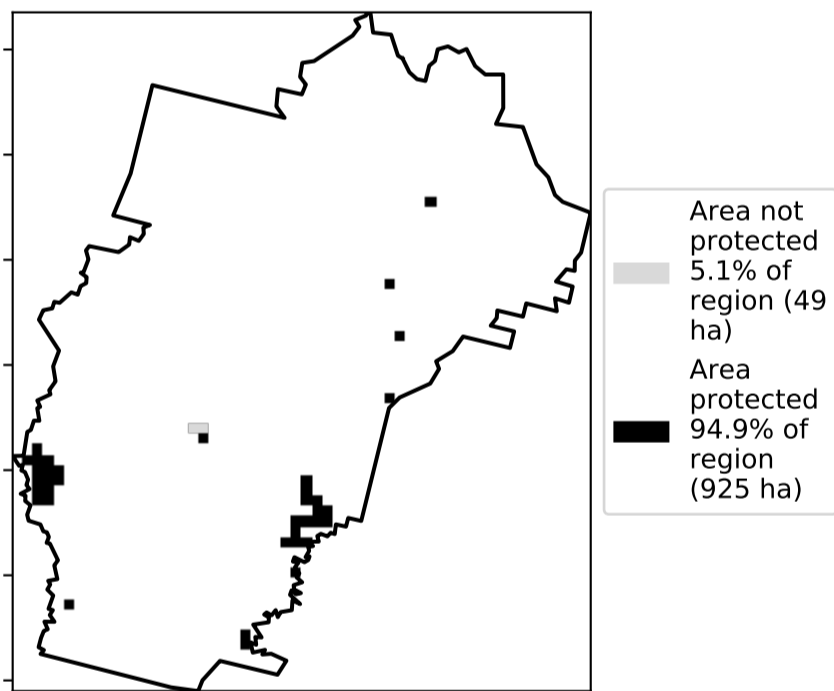 Area not
protected
5.1% of
region (49
ha)
Area
protected
94.9% of
region
(925 ha)